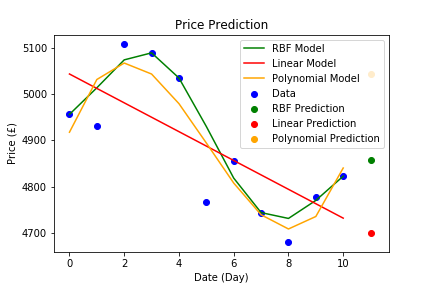 Price Prediction
RBF Model
Linear Model
Polynomial Model
Data
RBF Prediction
Linear Prediction
Polynomial Prediction
5100
5000
4900
4800
4700
Price (£)
0 2 4 6 8 10
Date (Day)